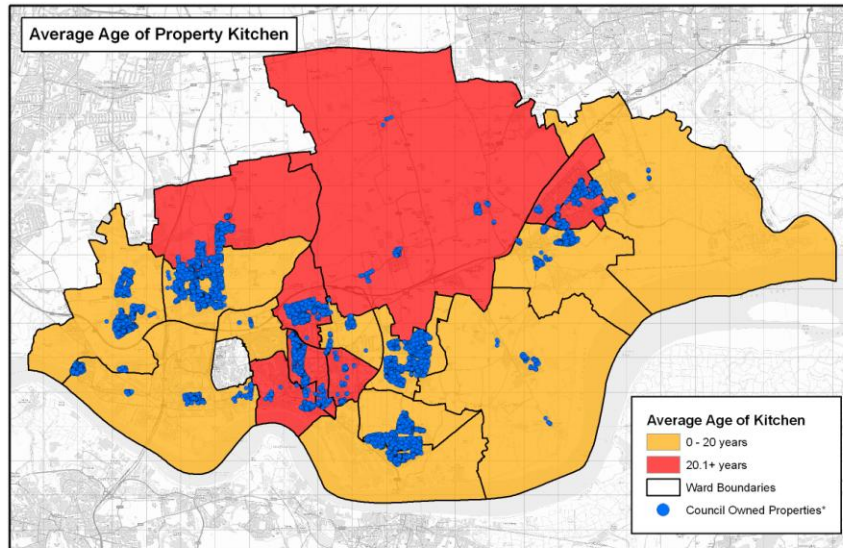 Average Age of Property Kitchen
Average Age of Kitchen
0 - 20 years
20.1+ years
Ward Boundaries
Council Owned Properties*